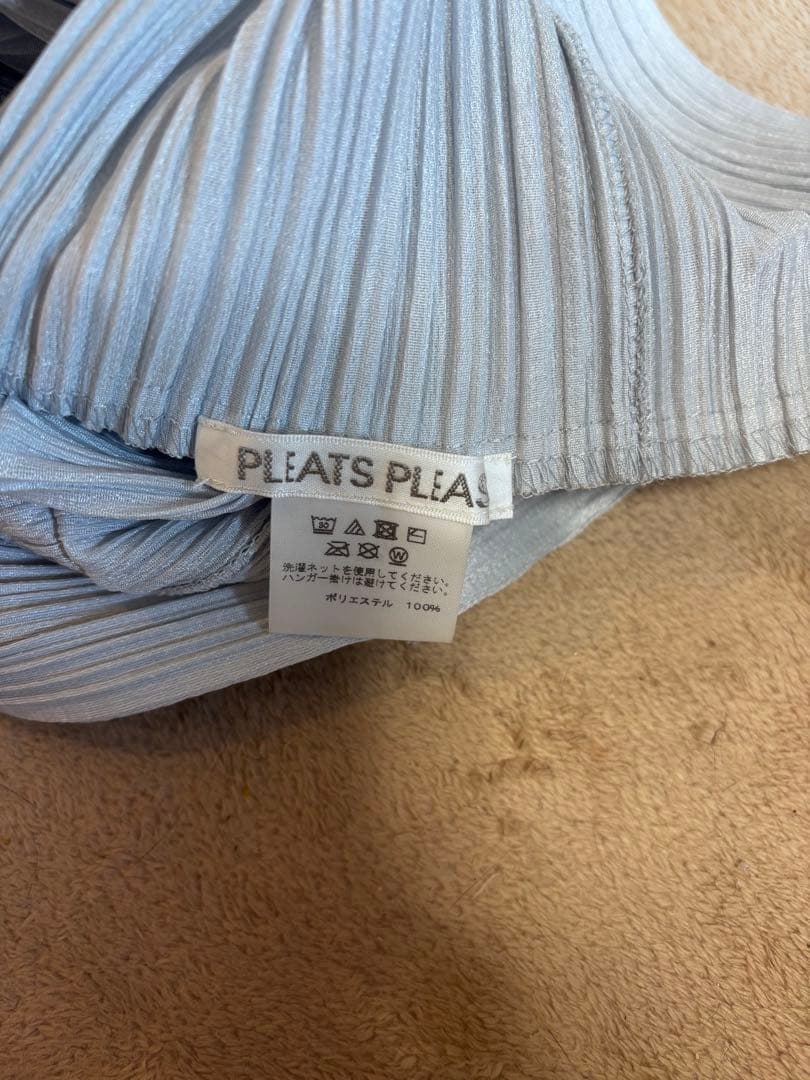 PLEATS PLEAS
30
W
洗濯ネットを使用してください。
ハンガー掛けは避けてください。
ポリエステル 100%